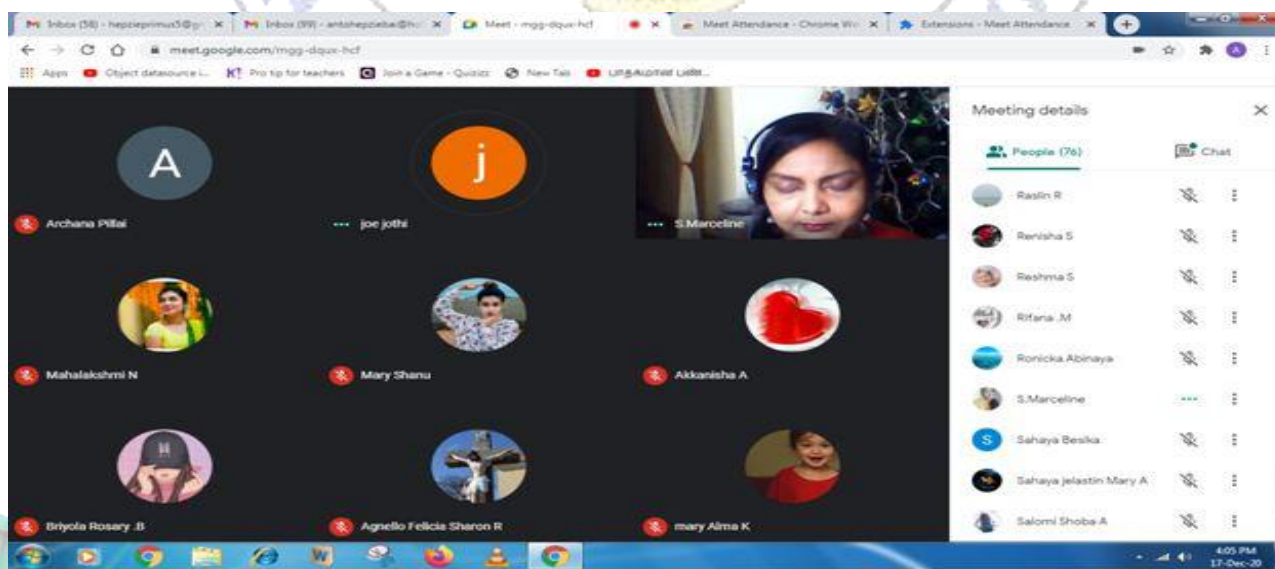 Inbox (58) - hepzieprimus5@g
Inbox (99) - antohepzieba@h
Meet - mgg-dqux-hcf
Meet Attendance - Chrome W
Extensions - Meet Attendance
meet.google.com/mgg-dqux-hcf
Apps
Object datasource i...
Pro tip for teachers
Join a Game - Quizizz
New Tab
A
j
Archana Pillai
joe jothi
S.Marceline
Mahalakshmi N
Mary Shanu
Akkanisha A
Briyola Rosary .B
Agnello Felicia Sharon R
mary Alma K
Meeting details
People (76)
Chat
Raslin R
Renisha S
Reshma S
Rifana .M
Ronicka Abinaya
S.Marceline
S
Sahaya Besika
Sahaya jelastin Mary A
Salomi Shoba A
4:05 PM
17-Dec-20